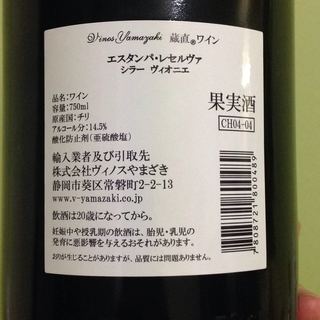 Vinos Yamazaki 蔵直®ワイン
エスタンパ・レセルヴァ
シラー ヴィオニエ
品名:ワイン
容量:750ml
原産国:チリ
アルコール分:14.5%
酸化防止剤(亜硫酸塩)
果実酒
CH04-04
輸入業者及び引取先
株式会社ヴィノスやまざき
静岡市葵区常磐町2-2-13
www.v-yamazaki.co.jp
飲酒は20歳になってから。
妊娠中や授乳期の飲酒は、胎児・乳児の
発育に悪影響を与えるおそれがあります。
おりが生じることがありますが、品質には問題ありません。
7808721800489